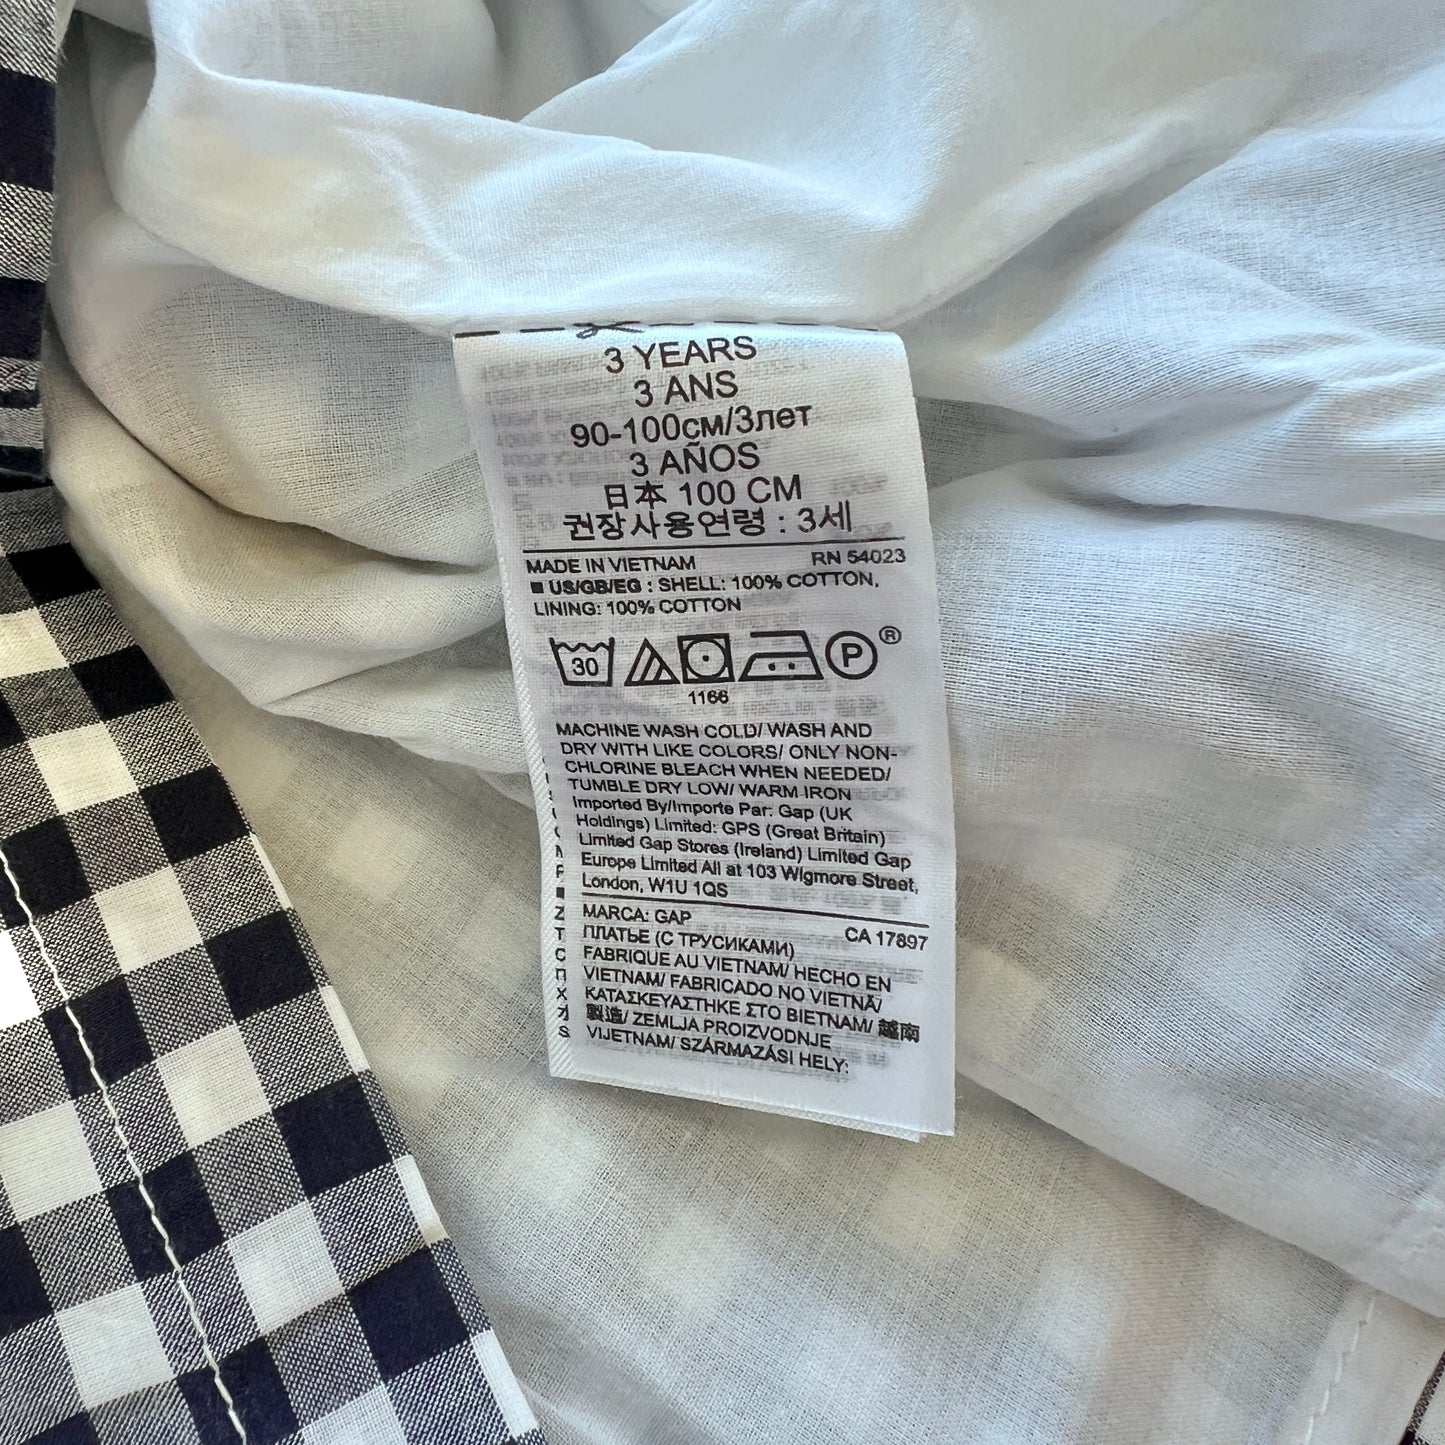 3 YEARS
3 ANS
90-100см/3лет
3 AÑOS
日本 100 CM
권장사용연령 : 3세
MADE IN VIETNAM RN 54023
■ US/GB/EG : SHELL: 100% COTTON,
LINING: 100% COTTON
30 P ®
1166
MACHINE WASH COLD/ WASH AND
DRY WITH LIKE COLORS/ ONLY NON-
CHLORINE BLEACH WHEN NEEDED/
TUMBLE DRY LOW/ WARM IRON
Imported By/Importe Par: Gap (UK
Holdings) Limited: GPS (Great Britain)
Limited Gap Stores (Ireland) Limited Gap
Europe Limited All at 103 Wigmore Street,
London, W1U 1QS
MARCA: GAP CA 17897
ПЛАТЬЕ (С ТРУСИКАМИ)
FABRIQUE AU VIETNAM/ HECHO EN
VIETNAM/ FABRICADO NO VIETNÃ/
ΚΑΤΑΣΚΕΥΑΣΤΗΚΕ ΣΤΟ ΒΙΕΤΝΑΜ/ 越南
製造/ ZEMLJA PROIZVODNJE
VIJETNAM/ SZÁRMAZÁSI HELY: